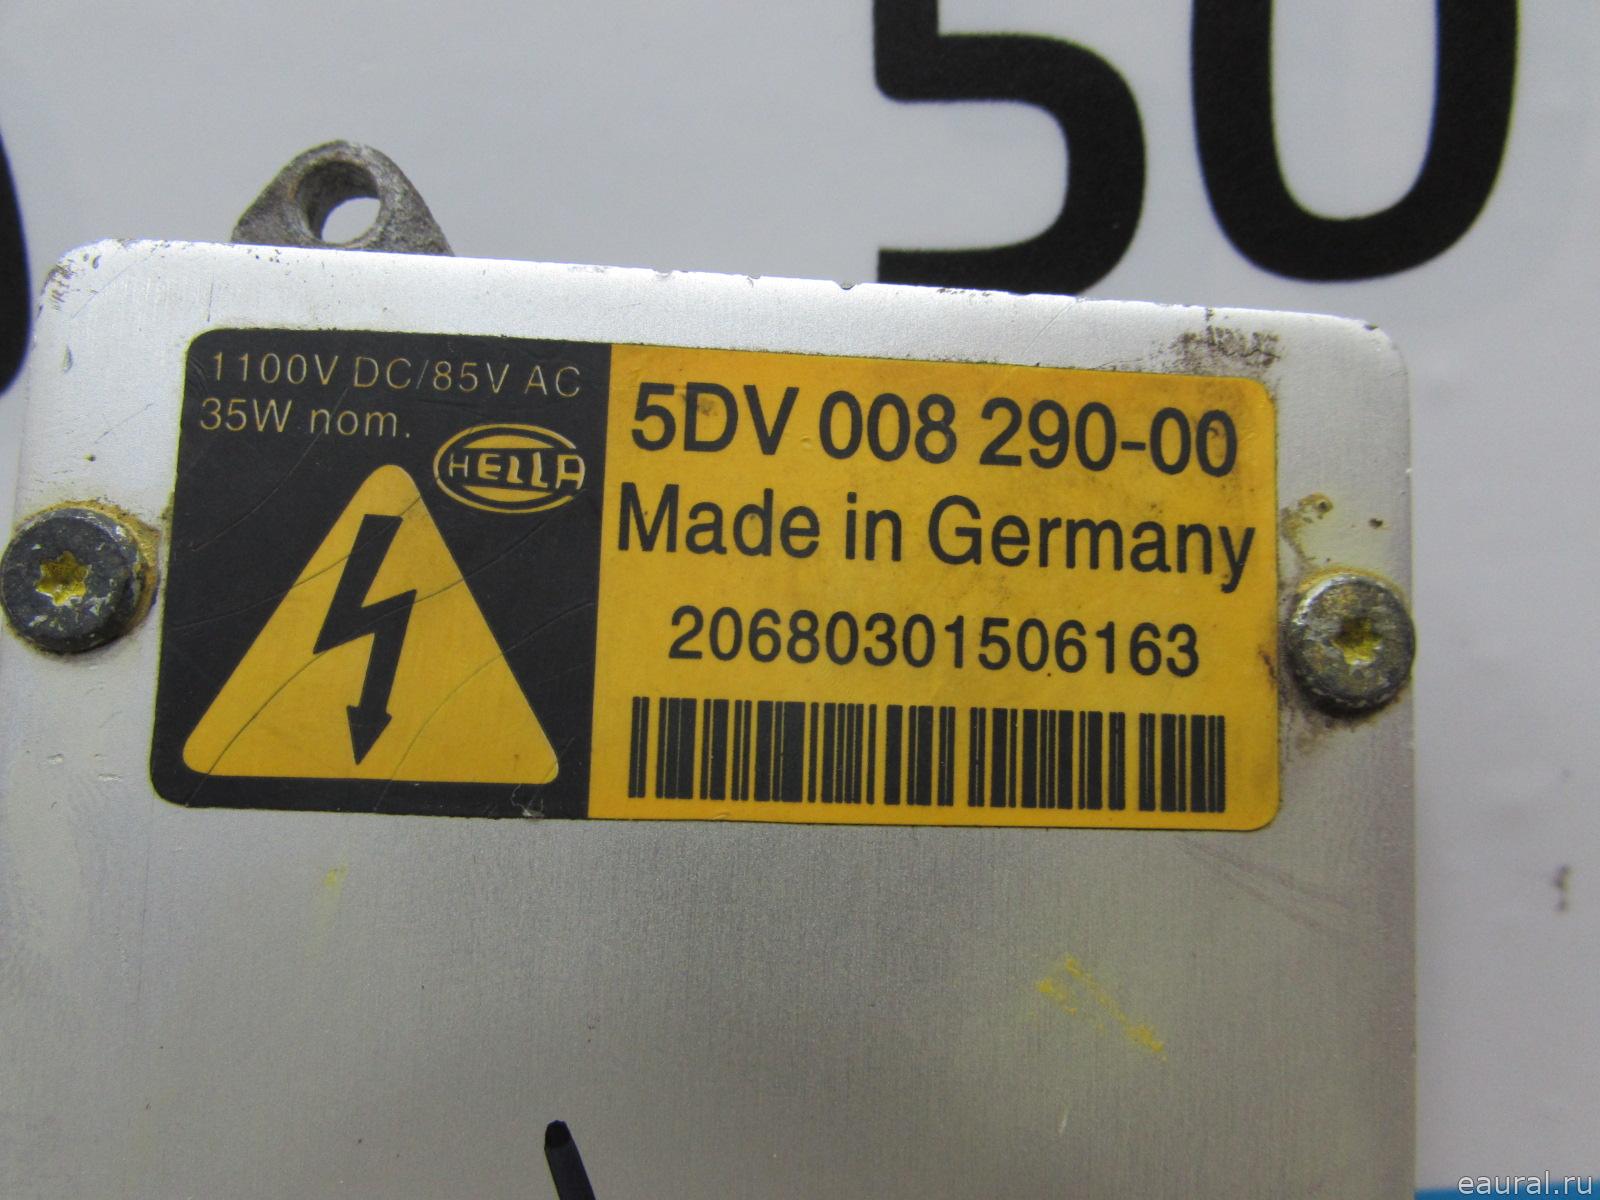 50
1100V DC/85V AC
35W nom.
HELLA
5DV 008 290-00
Made in Germany
20680301506163
eaural.ru